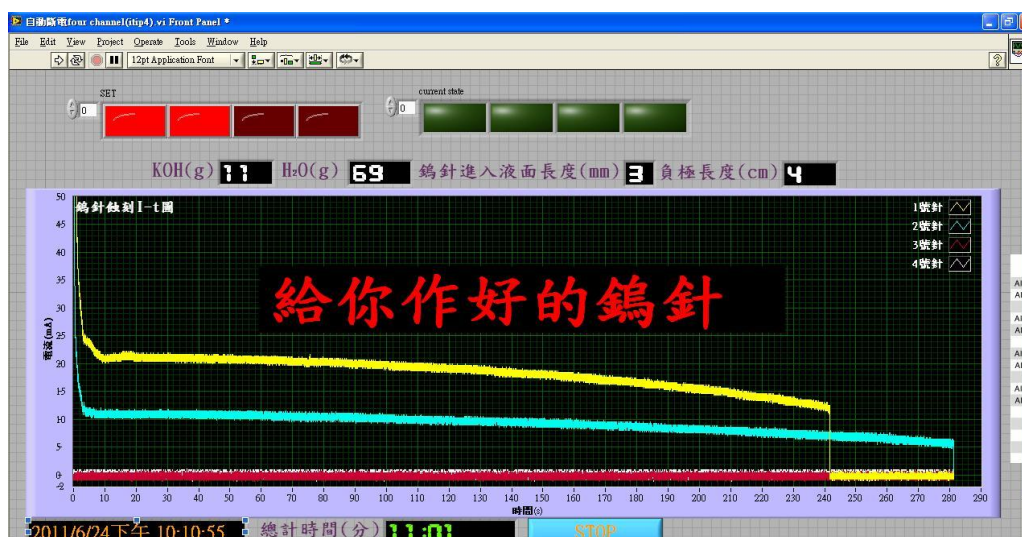 自動斷電four channel(itip4).vi Front Panel *
File Edit View Project Operate Tools Window Help
12pt Application Font
?
SET
current state
0
0
KOH(g) 11 H₂O(g) 69 鎢針進入液面長度(mm) 3 負極長度(cm) 4
鎢針蝕刻I-t圖
1號針
2號針
3號針
4號針
給你作好的鎢針
電流(mA)
50
45
40
35
30
25
20
15
10
5
0
-2
0 10 20 30 40 50 60 70 80 90 100 110 120 130 140 150 160 170 180 190 200 210 220 230 240 250 260 270 280 290
時間(s)
2011/6/24下午 10:10:55 總計時間(分) 11:01 STOP